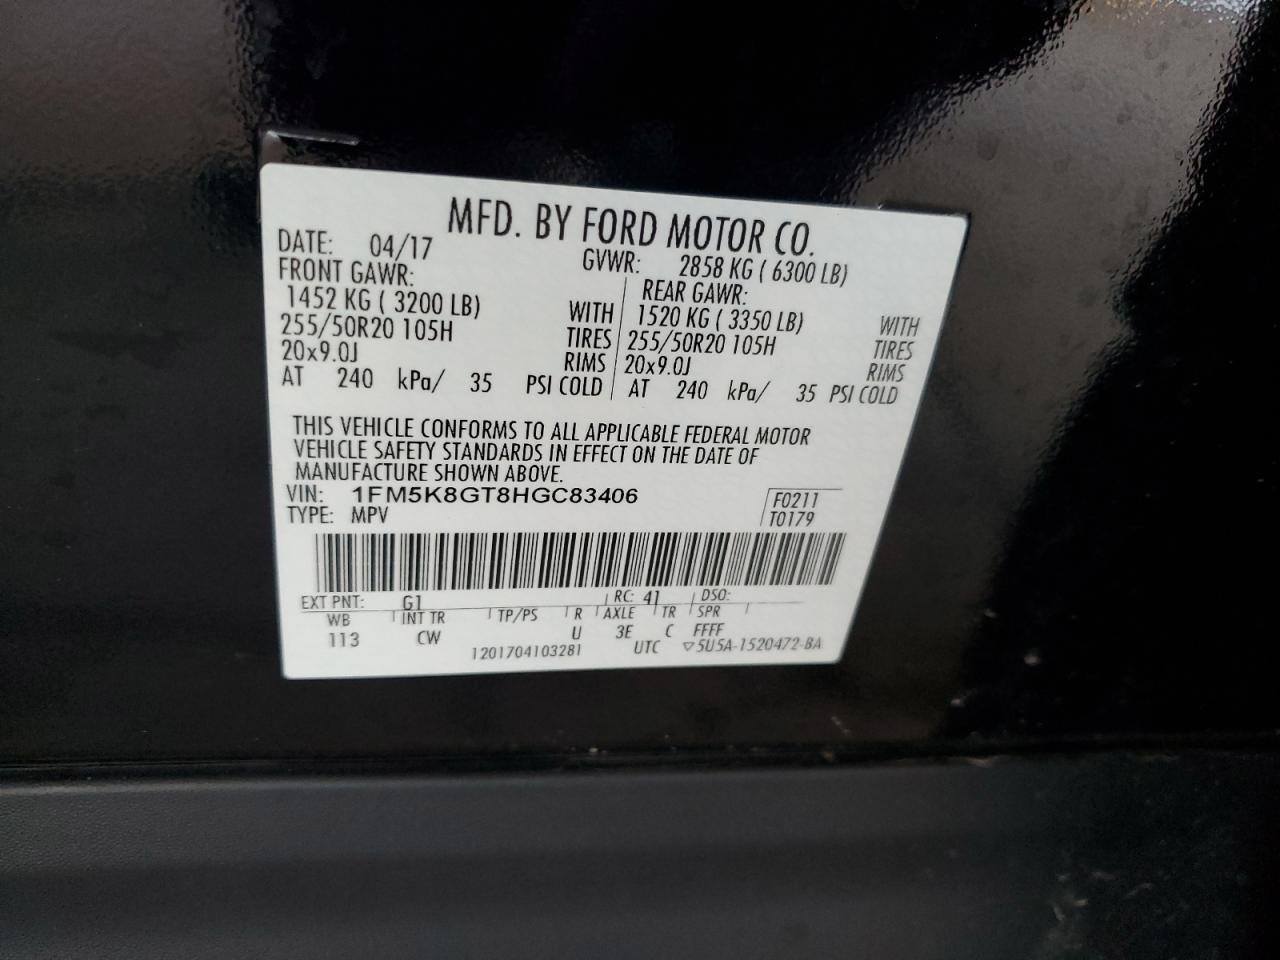 MFD. BY FORD MOTOR CO.
DATE: 04/17 GVWR: 2858 KG ( 6300 LB)
FRONT GAWR: REAR GAWR:
1452 KG ( 3200 LB) WITH 1520 KG ( 3350 LB) WITH
255/50R20 105H TIRES 255/50R20 105H TIRES
20x9.0J RIMS 20x9.0J RIMS
AT 240 kPa/ 35 PSI COLD AT 240 kPa/ 35 PSI COLD
THIS VEHICLE CONFORMS TO ALL APPLICABLE FEDERAL MOTOR
VEHICLE SAFETY STANDARDS IN EFFECT ON THE DATE OF
MANUFACTURE SHOWN ABOVE.
VIN: 1FM5K8GT8HGC83406 F0211
TYPE: MPV T0179
EXT PNT: G1 RC: 41 DSO:
WB INT TR TP/PS R AXLE TR SPR
113 CW U 3E C FFFF
1201704103281 UTC ▽5U5A-1520472-BA